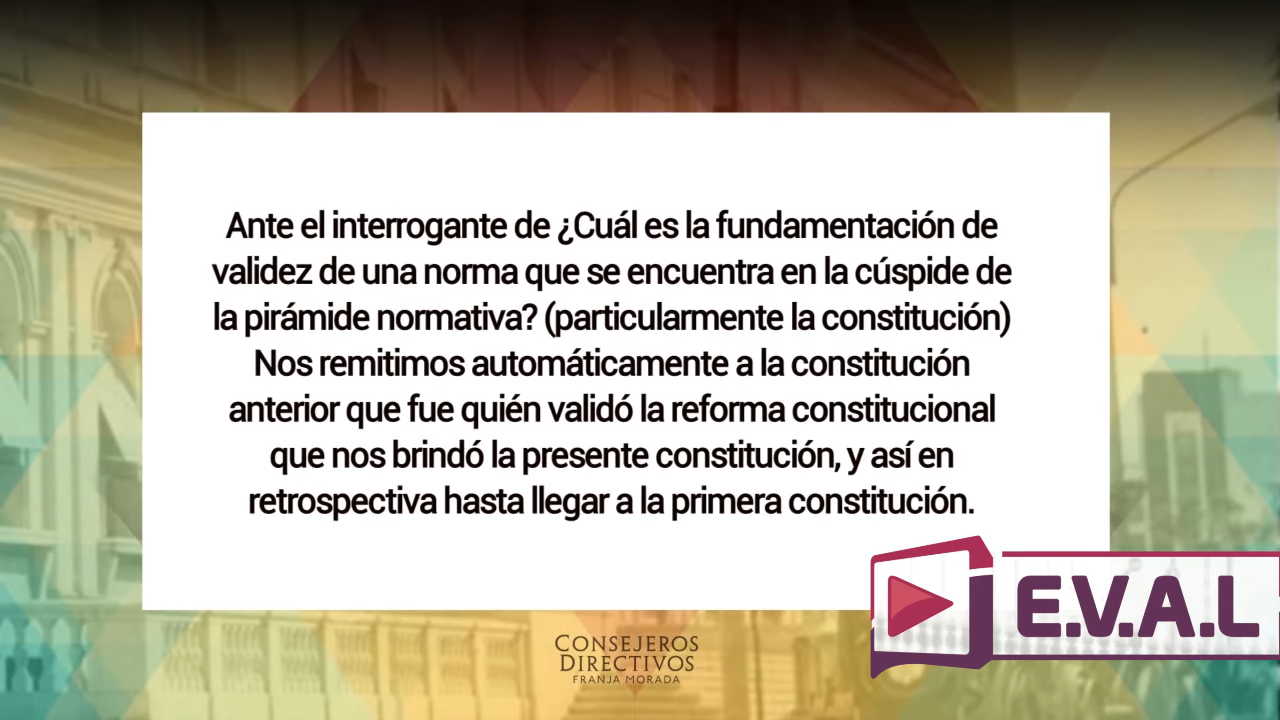 Ante el interrogante de ¿Cuál es la fundamentación de
validez de una norma que se encuentra en la cúspide de
la pirámide normativa? (particularmente la constitución)
Nos remitimos automáticamente a la constitución
anterior que fue quién validó la reforma constitucional
que nos brindó la presente constitución, y así en
retrospectiva hasta llegar a la primera constitución.
E.V.A.L
CONSEJEROS
DIRECTIVOS
FRANJA MORADA